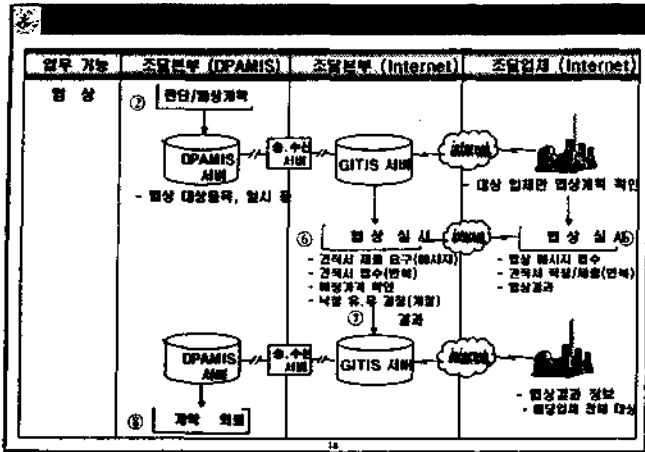 업무 기능
조달본부 (DPAMIS)
조달본부 (Internet)
조달업체 (Internet)
협 상
⑦
판단/협상계획
DPAMIS
서버
송.수신
서버
GITIS 서버
internet
- 협상 대상품목, 일시 등
- 대상 업체만 협상계획 확인
⑥
협 상 실 시
internet
협 상 실 시
⑥
- 견적서 제출 요구(메시지)
- 견적서 접수(반복)
- 예정가격 확인
- 낙찰 유.무 결정(개찰)
- 협상 메시지 접수
- 견적서 작성/제출(반복)
- 협상결과
⑦
결과
DPAMIS
서버
송.수신
서버
GITIS 서버
internet
- 협상결과 정보
- 해당업체 전체 대상
⑧
계약 의뢰